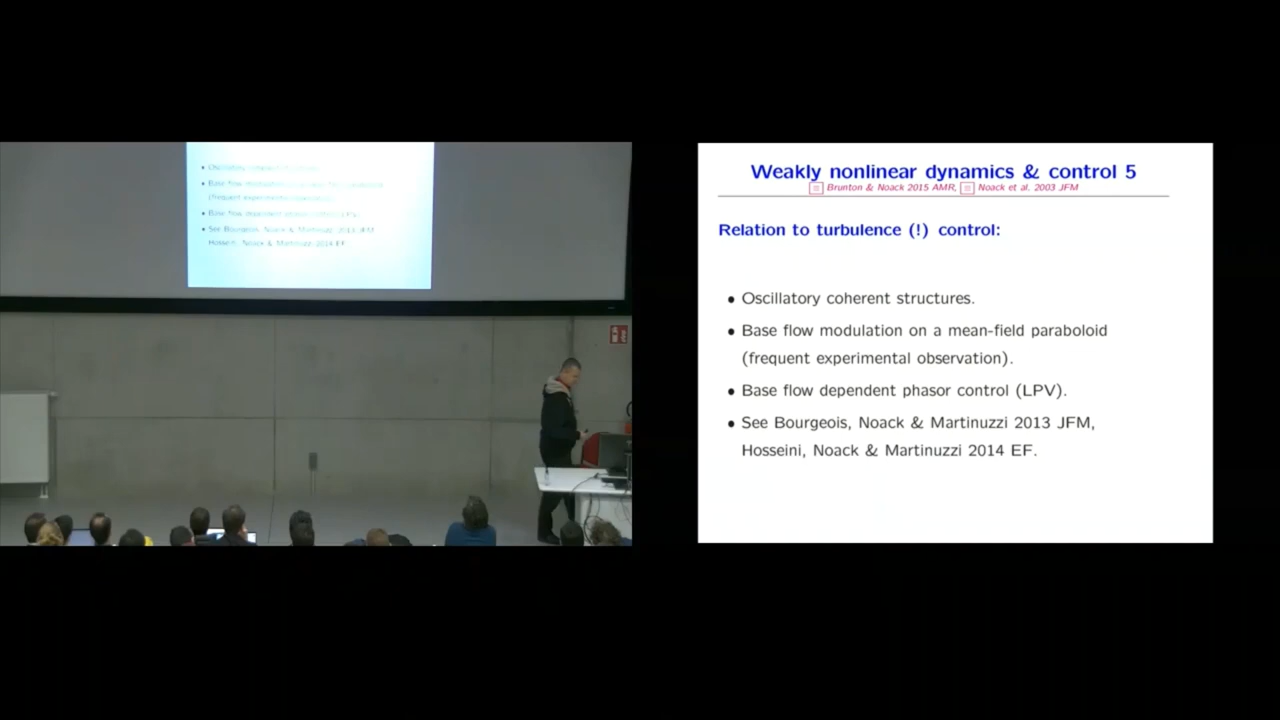 Weakly nonlinear dynamics & control 5
Brunton & Noack 2015 AMR, Noack et al. 2003 JFM
Relation to turbulence (!) control:
• Oscillatory coherent structures.
• Base flow modulation on a mean-field paraboloid
(frequent experimental observation).
• Base flow dependent phasor control (LPV).
• See Bourgeois, Noack & Martinuzzi 2013 JFM,
Hosseini, Noack & Martinuzzi 2014 EF.